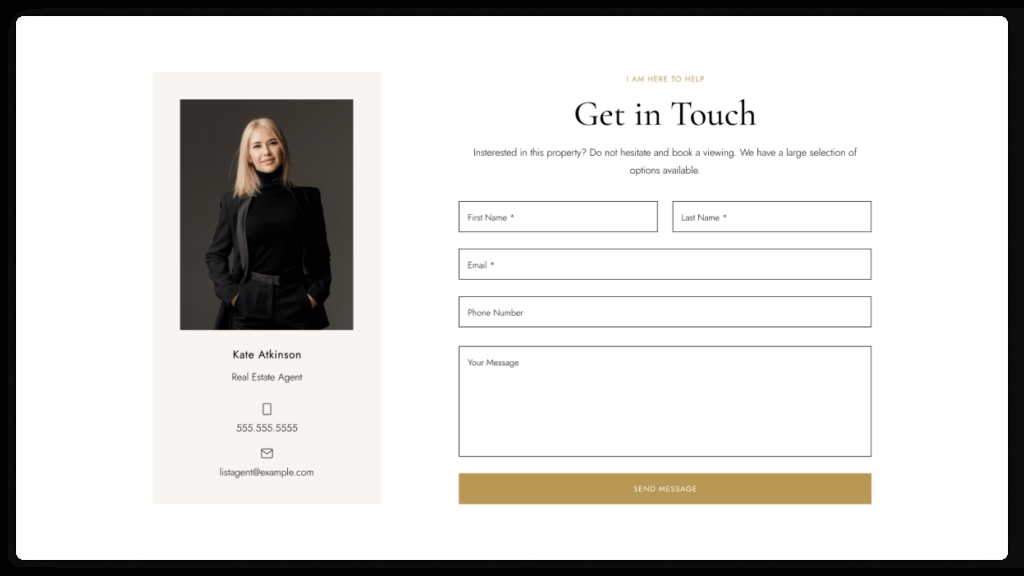 Kate Atkinson
Real Estate Agent
555.555.5555
listagent@example.com
I AM HERE TO HELP
Get in Touch
Insterested in this property? Do not hesitate and book a viewing. We have a large selection of
options available.
First Name *
Last Name *
Email *
Phone Number
Your Message
SEND MESSAGE